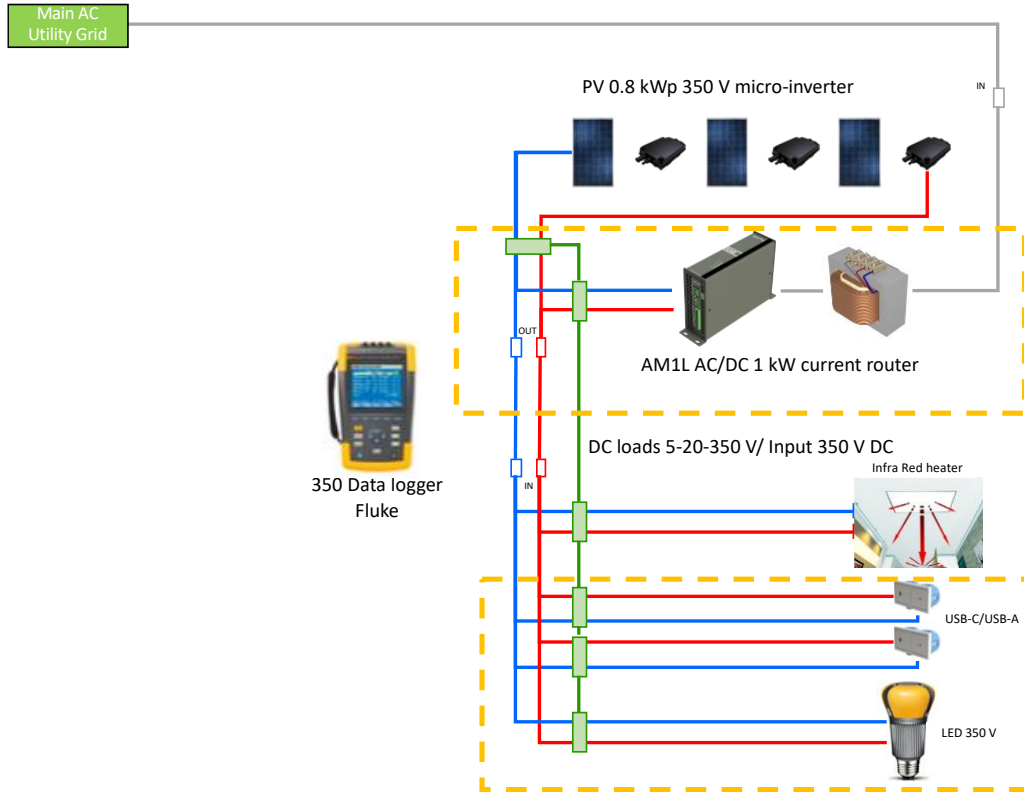 Main AC
Utility Grid
PV 0.8 kWp 350 V micro-inverter
IN
OUT
AM1L AC/DC 1 kW current router
DC loads 5-20-350 V/ Input 350 V DC
Infra Red heater
350 Data logger
Fluke
IN
USB-C/USB-A
LED 350 V